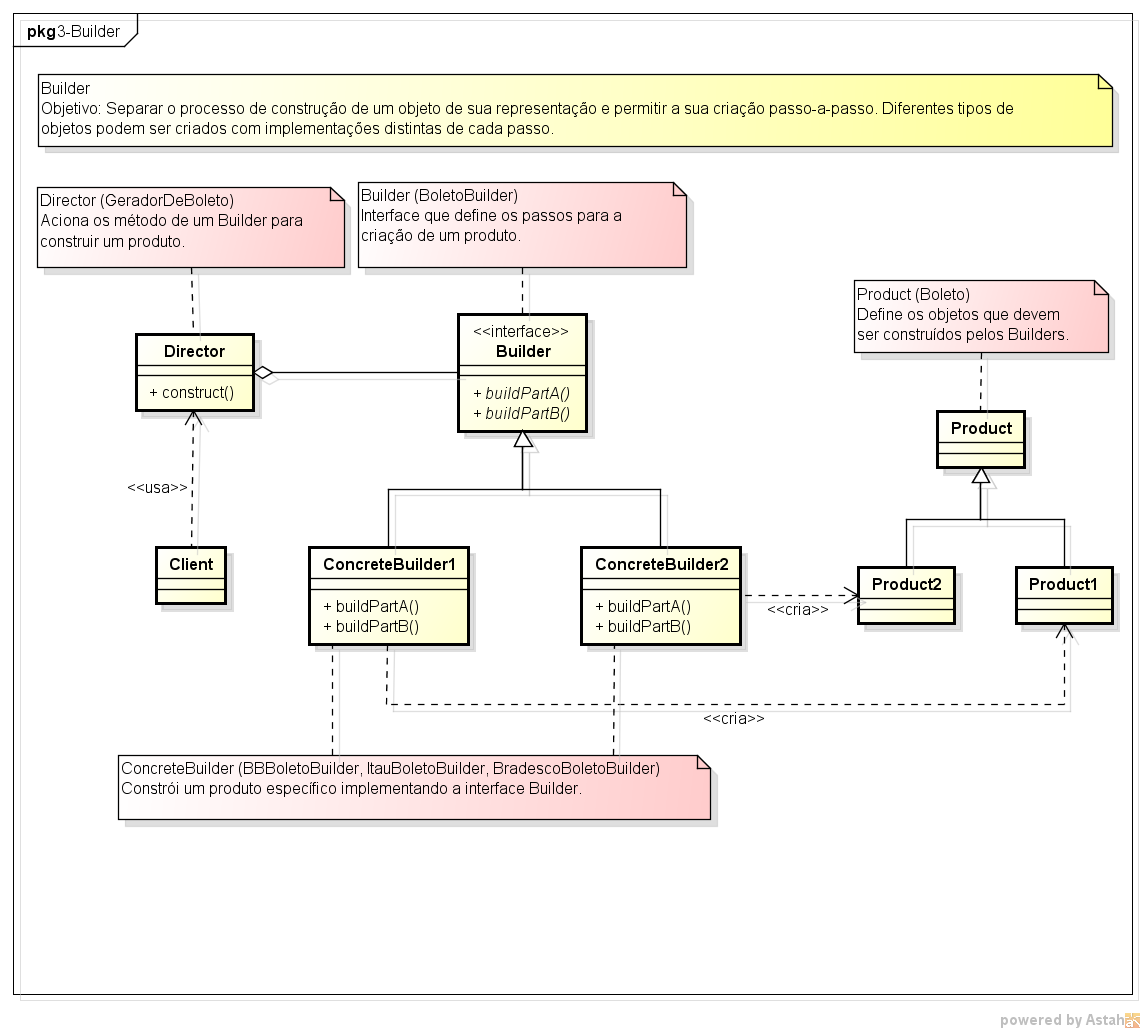 pkg 3-Builder
Builder
Objetivo: Separar o processo de construção de um objeto de sua representação e permitir a sua criação passo-a-passo. Diferentes tipos de
objetos podem ser criados com implementações distintas de cada passo.
Director (GeradorDeBoleto)
Aciona os método de um Builder para
construir um produto.
Builder (BoletoBuilder)
Interface que define os passos para a
criação de um produto.
Product (Boleto)
Define os objetos que devem
ser construídos pelos Builders.
Director
+ construct()
<<interface>>
Builder
+ buildPartA()
+ buildPartB()
Product
<<usa>>
Client
ConcreteBuilder1
+ buildPartA()
+ buildPartB()
ConcreteBuilder2
+ buildPartA()
+ buildPartB()
<<cria>>
Product2
Product1
<<cria>>
ConcreteBuilder (BBBoletoBuilder, ItauBoletoBuilder, BradescoBoletoBuilder)
Constrói um produto específico implementando a interface Builder.
powered by Astah